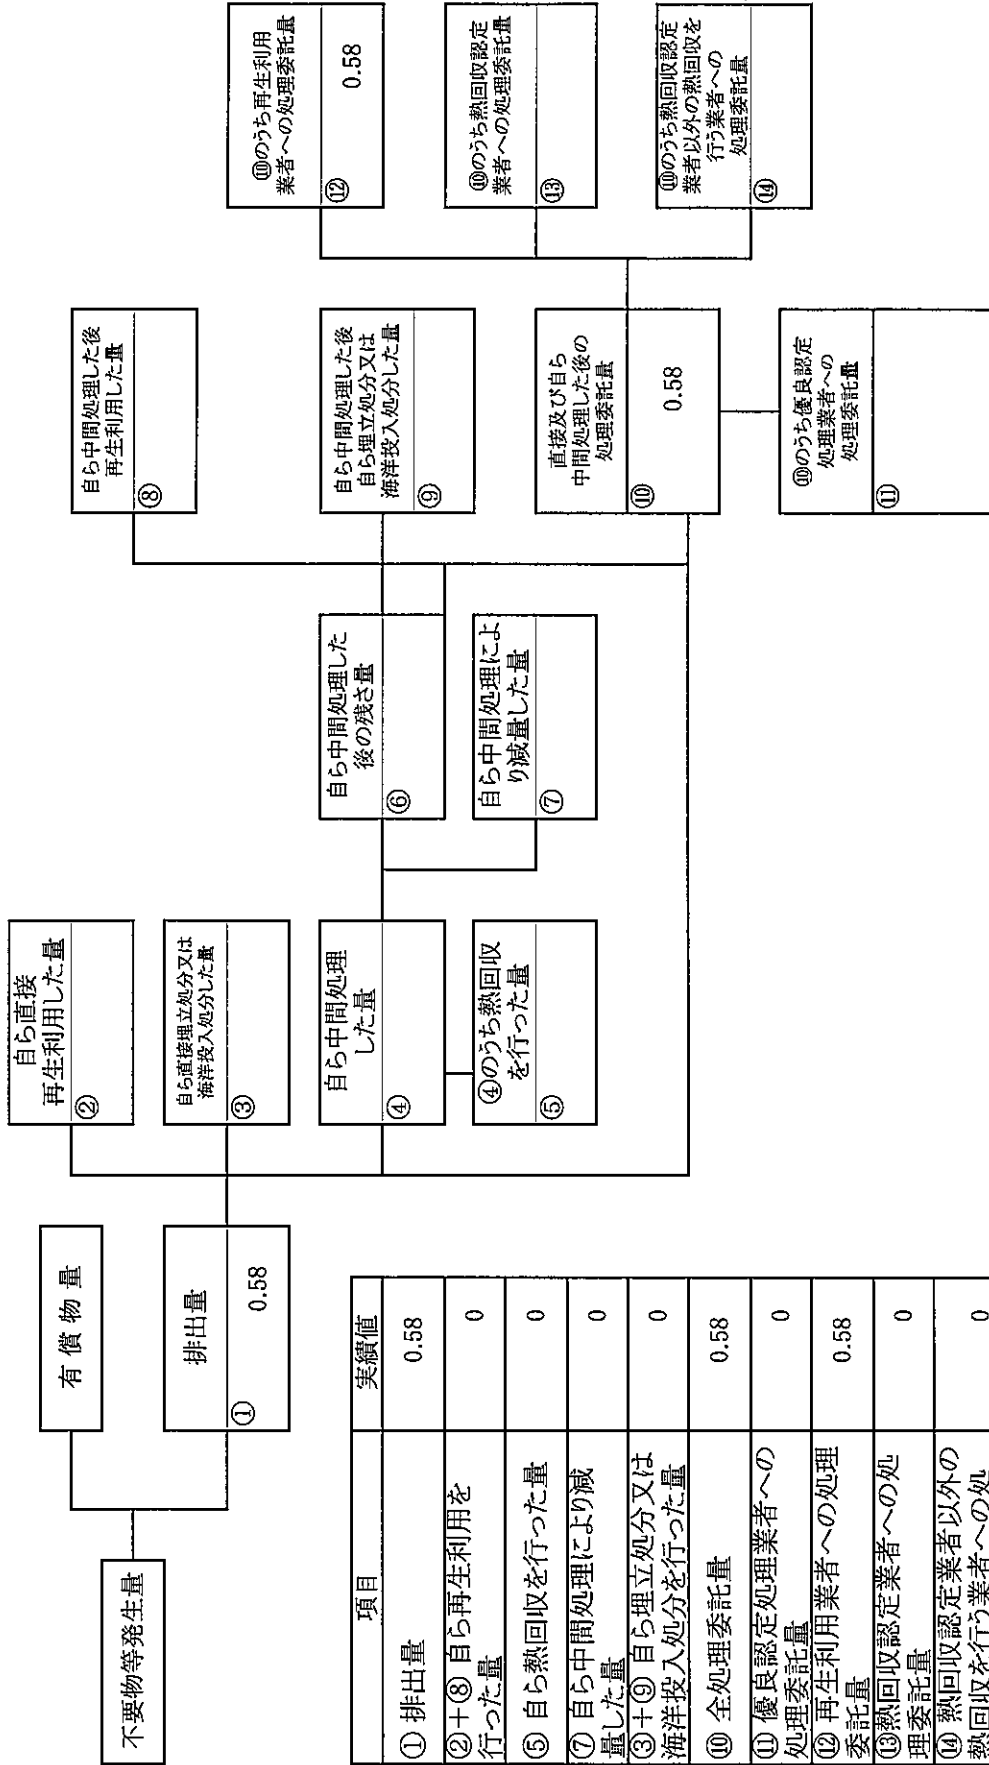 不要物等発生量
有償物量
排出量
①
0.58
自ら直接
再生利用した量
②
自ら直接埋立処分又は
海洋投入処分した量
③
自ら中間処理
した量
④
④のうち熱回収
を行った量
⑤
自ら中間処理した
後の残さ量
⑥
自ら中間処理によ
り減量した量
⑦
自ら中間処理した後
再生利用した量
⑧
自ら中間処理した後
自ら埋立処分又は
海洋投入処分した量
⑨
直接及び自ら
中間処理した後の
処理委託量
⑩
0.58
⑩のうち優良認定
処理業者への
処理委託量
⑪
⑩のうち再生利用
業者への処理委託量
⑫
0.58
⑩のうち熱回収認定
業者への処理委託量
⑬
⑩のうち熱回収認定
業者以外の熱回収を
行う業者への
処理委託量
⑭
項目 実績値
①排出量 0.58
②+⑧ 自ら再生利用を
行った量 0
⑤ 自ら熱回収を行った量 0
⑦ 自ら中間処理により減
量した量 0
③+⑨ 自ら埋立処分又は
海洋投入処分を行った量 0
⑩ 全処理委託量 0.58
⑪ 優良認定処理業者への
処理委託量 0
⑫ 再生利用業者への処理
委託量 0.58
⑬熱回収認定業者への処
理委託量 0
⑭ 熱回収認定業者以外の
熱回収を行う業者への処 0